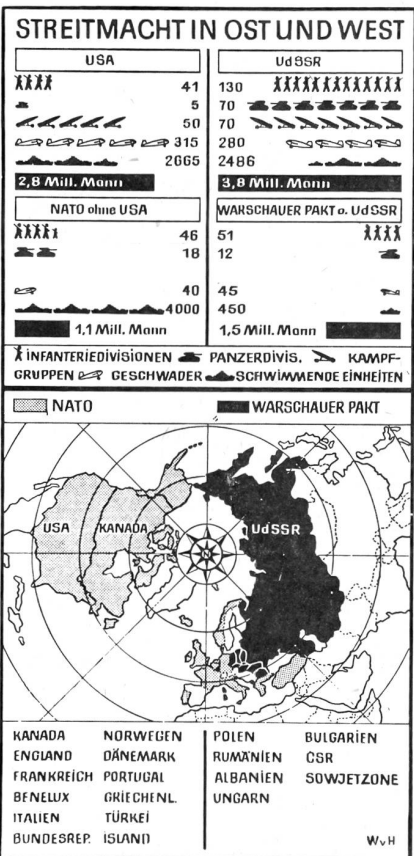 STREITMACHT IN OST UND WEST
USA
41
5
50
315
2665
2,8 Mill. Mann
UdSSR
130
70
70
280
2486
3,8 Mill. Mann
NATO ohne USA
46
18
40
4000
1,1 Mill. Mann
WARSCHAUER PAKT o. UdSSR
51
12
45
450
1,5 Mill. Mann
INFANTERIEDIVISIONEN PANZERDIVIS. KAMPF-
GRUPPEN GESCHWADER SCHWIMMENDE EINHEITEN
NATO WARSCHAUER PAKT
USA KANADA UdSSR
N
KANADA NORWEGEN
ENGLAND DÄNEMARK
FRANKREICH PORTUGAL
BENELUX GRIECHENL.
ITALIEN TÜRKEI
BUNDESREP. ISLAND
POLEN BULGARIEN
RUMÄNIEN CSR
ALBANIEN SOWJETZONE
UNGARN
WvH